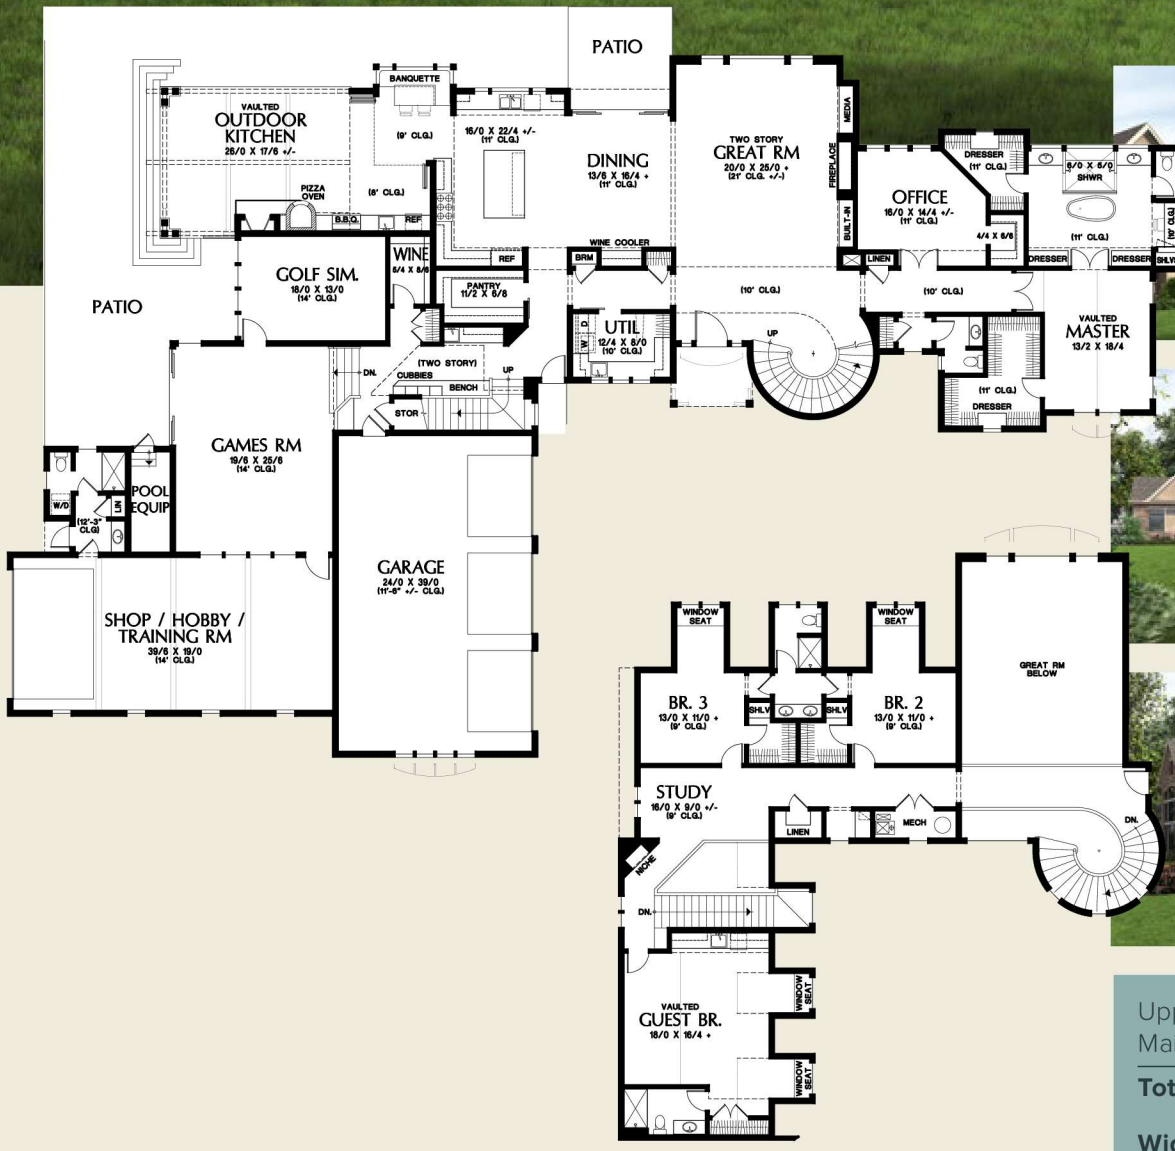 PATIO
BANQUETTE
VAULTED
OUTDOOR
KITCHEN
26/0 X 17/6 +/-
(9' CLG.)
16/0 X 22/4 +/-
(11' CLG.)
DINING
13/6 X 16/4 +
(11' CLG.)
TWO STORY
GREAT RM
20/0 X 25/0 +
(21' CLG. +/-)
MEDIA
FIREPLACE
BUILT-IN
DRESSER
(11' CLG.)
6/0 X 5/0
SHWR
OFFICE
16/0 X 14/4 +/-
(11' CLG.)
4/4 X 6/6
(11' CLG.)
(10' CLG.)
PIZZA
OVEN
(8' CLG.)
B.B.Q.
REF
WINE COOLER
REF
BRM
LINEN
DRESSER
DRESSER
SHLVS
GOLF SIM.
18/0 X 13/0
(14' CLG.)
WINE
5/4 X 8/6
PANTRY
11/2 X 6/8
(10' CLG.)
(10' CLG.)
PATIO
D
W
UTIL
12/4 X 8/0
(10' CLG.)
UP
VAULTED
MASTER
13/2 X 18/4
(TWO STORY)
DN.
CUBBIES
BENCH
UP
STOR
(11' CLG.)
DRESSER
GAMES RM
19/6 X 25/6
(14' CLG.)
W/D
LIN
(12'-3"
CLG)
POOL
EQUIP
GARAGE
24/0 X 39/0
(11'-6" +/- CLG.)
SHOP / HOBBY /
TRAINING RM
39/6 X 19/0
(14' CLG.)
WINDOW
SEAT
WINDOW
SEAT
GREAT RM
BELOW
BR. 3
13/0 X 11/0 +
(9' CLG.)
SHLV
SHLV
BR. 2
13/0 X 11/0 +
(9' CLG.)
STUDY
16/0 X 9/0 +/-
(9' CLG.)
LINEN
MECH
DN.
NICHE
DN.
VAULTED
GUEST BR.
18/0 X 16/4 +
WINDOW
SEAT
WINDOW
SEAT
Upp
Ma
Tot
Wid